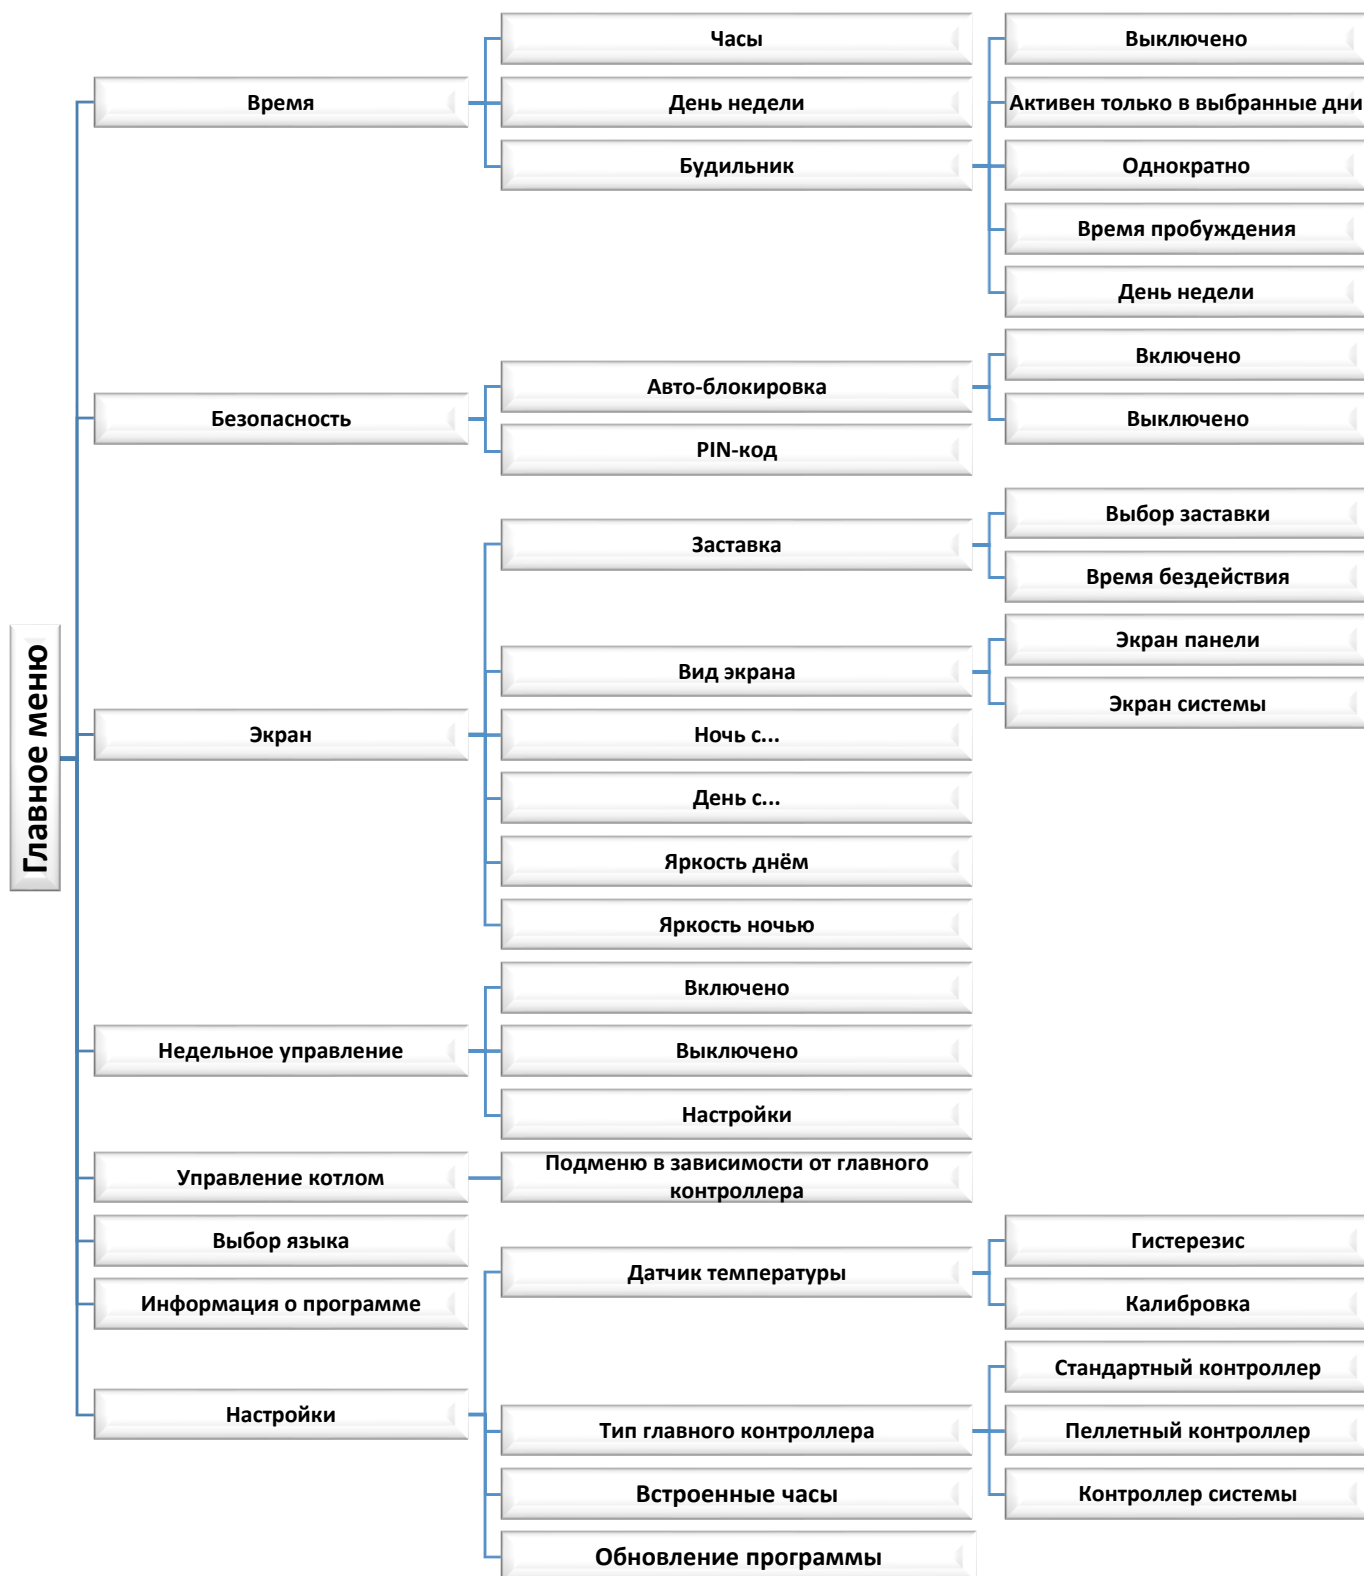 Главное меню
Время
Часы
День недели
Будильник
Выключено
Активен только в выбранные дни
Однократно
Время пробуждения
День недели
Безопасность
Авто-блокировка
Включено
Выключено
PIN-код
Экран
Заставка
Выбор заставки
Время бездействия
Вид экрана
Экран панели
Экран системы
Ночь с...
День с...
Яркость днём
Яркость ночью
Недельное управление
Включено
Выключено
Настройки
Управление котлом
Подменю в зависимости от главного
контроллера
Выбор языка
Информация о программе
Настройки
Датчик температуры
Гистерезис
Калибровка
Тип главного контроллера
Стандартный контроллер
Пеллетный контроллер
Контроллер системы
Встроенные часы
Обновление программы